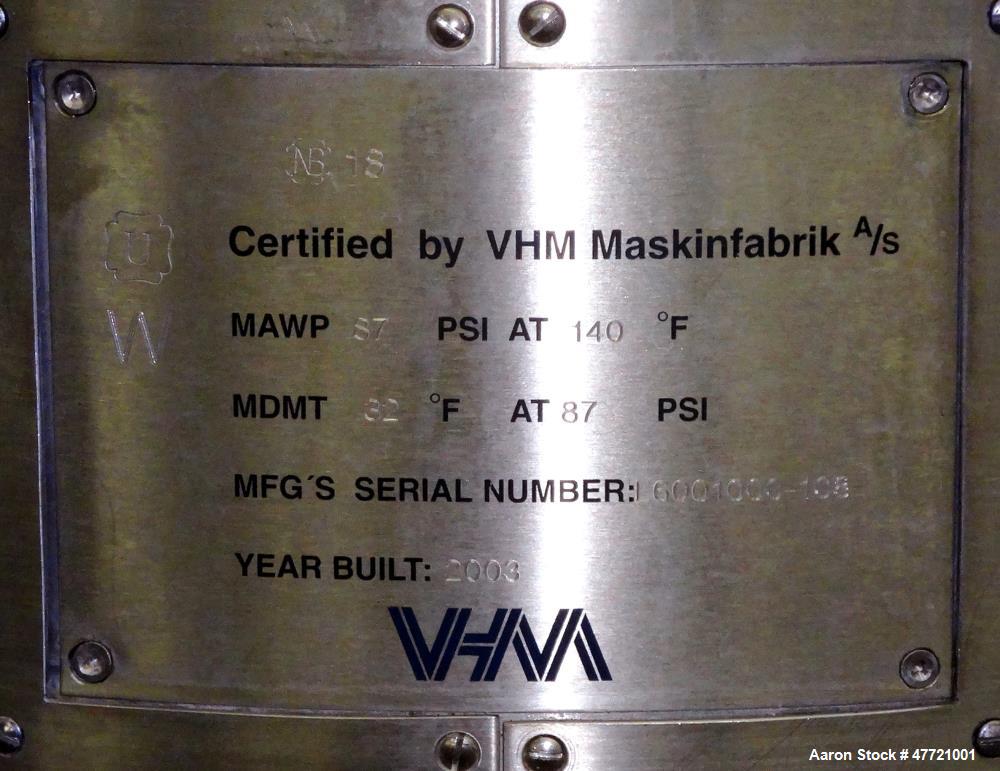 NB 18
U
Certified by VHM Maskinfabrik A/S
W
MAWP 87 PSI AT 140 °F
MDMT 32 °F AT 87 PSI
MFG´S SERIAL NUMBER:
YEAR BUILT: 2003
VHM
Aaron Stock # 47721001